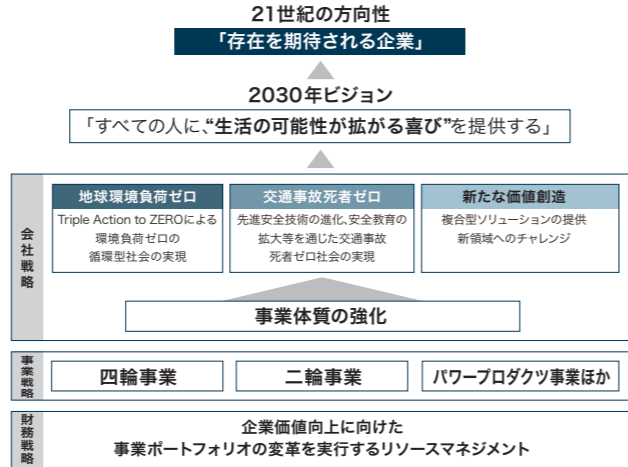 21世紀の方向性
「存在を期待される企業」
2030年ビジョン
「すべての人に、“生活の可能性が拡がる喜び”を提供する」
会社戦略
地球環境負荷ゼロ
Triple Action to ZEROによる
環境負荷ゼロの
循環型社会の実現
交通事故死者ゼロ
先進安全技術の進化、安全教育の
拡大等を通じた交通事故
死者ゼロ社会の実現
新たな価値創造
複合型ソリューションの提供
新領域へのチャレンジ
事業体質の強化
事業戦略
四輪事業
二輪事業
パワープロダクツ事業ほか
財務戦略
企業価値向上に向けた
事業ポートフォリオの変革を実行するリソースマネジメント